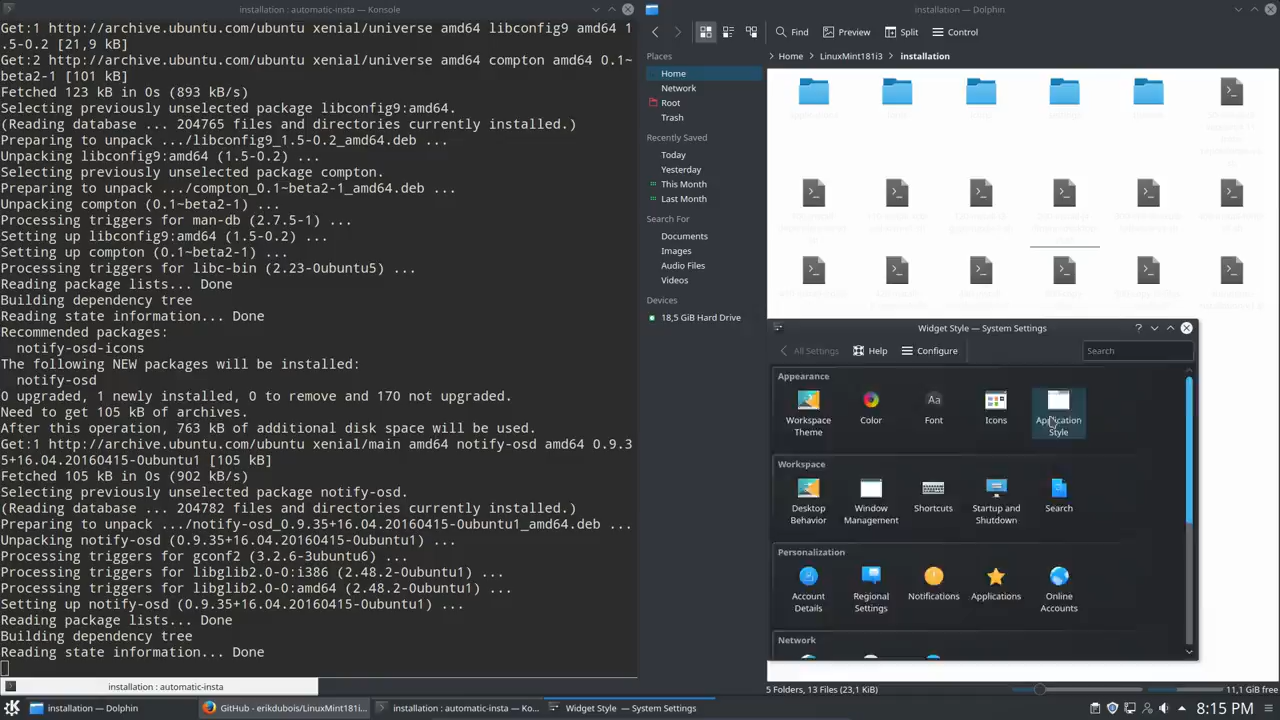 installation : automatic-insta — Konsole
Get:1 http://archive.ubuntu.com/ubuntu xenial/universe amd64 libconfig9 amd64 1
.5-0.2 [21,9 kB]
Get:2 http://archive.ubuntu.com/ubuntu xenial/universe amd64 compton amd64 0.1~
beta2-1 [101 kB]
Fetched 123 kB in 0s (893 kB/s)
Selecting previously unselected package libconfig9:amd64.
(Reading database ... 204765 files and directories currently installed.)
Preparing to unpack .../libconfig9_1.5-0.2_amd64.deb ...
Unpacking libconfig9:amd64 (1.5-0.2) ...
Selecting previously unselected package compton.
Preparing to unpack .../compton_0.1~beta2-1_amd64.deb ...
Unpacking compton (0.1~beta2-1) ...
Processing triggers for man-db (2.7.5-1) ...
Setting up libconfig9:amd64 (1.5-0.2) ...
Setting up compton (0.1~beta2-1) ...
Processing triggers for libc-bin (2.23-0ubuntu5) ...
Reading package lists... Done
Building dependency tree
Reading state information... Done
Recommended packages:
notify-osd-icons
The following NEW packages will be installed:
notify-osd
0 upgraded, 1 newly installed, 0 to remove and 170 not upgraded.
Need to get 105 kB of archives.
After this operation, 763 kB of additional disk space will be used.
Get:1 http://archive.ubuntu.com/ubuntu xenial/main amd64 notify-osd amd64 0.9.3
5+16.04.20160415-0ubuntu1 [105 kB]
Fetched 105 kB in 0s (902 kB/s)
Selecting previously unselected package notify-osd.
(Reading database ... 204782 files and directories currently installed.)
Preparing to unpack .../notify-osd_0.9.35+16.04.20160415-0ubuntu1_amd64.deb ...
Unpacking notify-osd (0.9.35+16.04.20160415-0ubuntu1) ...
Processing triggers for gconf2 (3.2.6-3ubuntu6) ...
Processing triggers for libglib2.0-0:i386 (2.48.2-0ubuntu1) ...
Processing triggers for libglib2.0-0:amd64 (2.48.2-0ubuntu1) ...
Setting up notify-osd (0.9.35+16.04.20160415-0ubuntu1) ...
Reading package lists... Done
Building dependency tree
Reading state information... Done
installation : automatic-insta
installation — Dolphin
Find
Preview
Split
Control
Places
Home
Network
Root
Trash
Recently Saved
Today
Yesterday
This Month
Last Month
Search For
Documents
Images
Audio Files
Videos
Devices
18,5 GiB Hard Drive
> Home > LinuxMint181i3 > installation
Widget Style — System Settings
All Settings
Help
Configure
Search
Appearance
Workspace Theme
Color
Font
Icons
Application Style
Workspace
Desktop Behavior
Window Management
Shortcuts
Startup and Shutdown
Search
Personalization
Account Details
Regional Settings
Notifications
Applications
Online Accounts
Network
5 Folders, 13 Files (23,1 KiB)
11,1 GiB free
installation — Dolphin
GitHub - erikdubois/LinuxMint181i...
installation : automatic-insta — Ko...
Widget Style — System Settings
8:15 PM